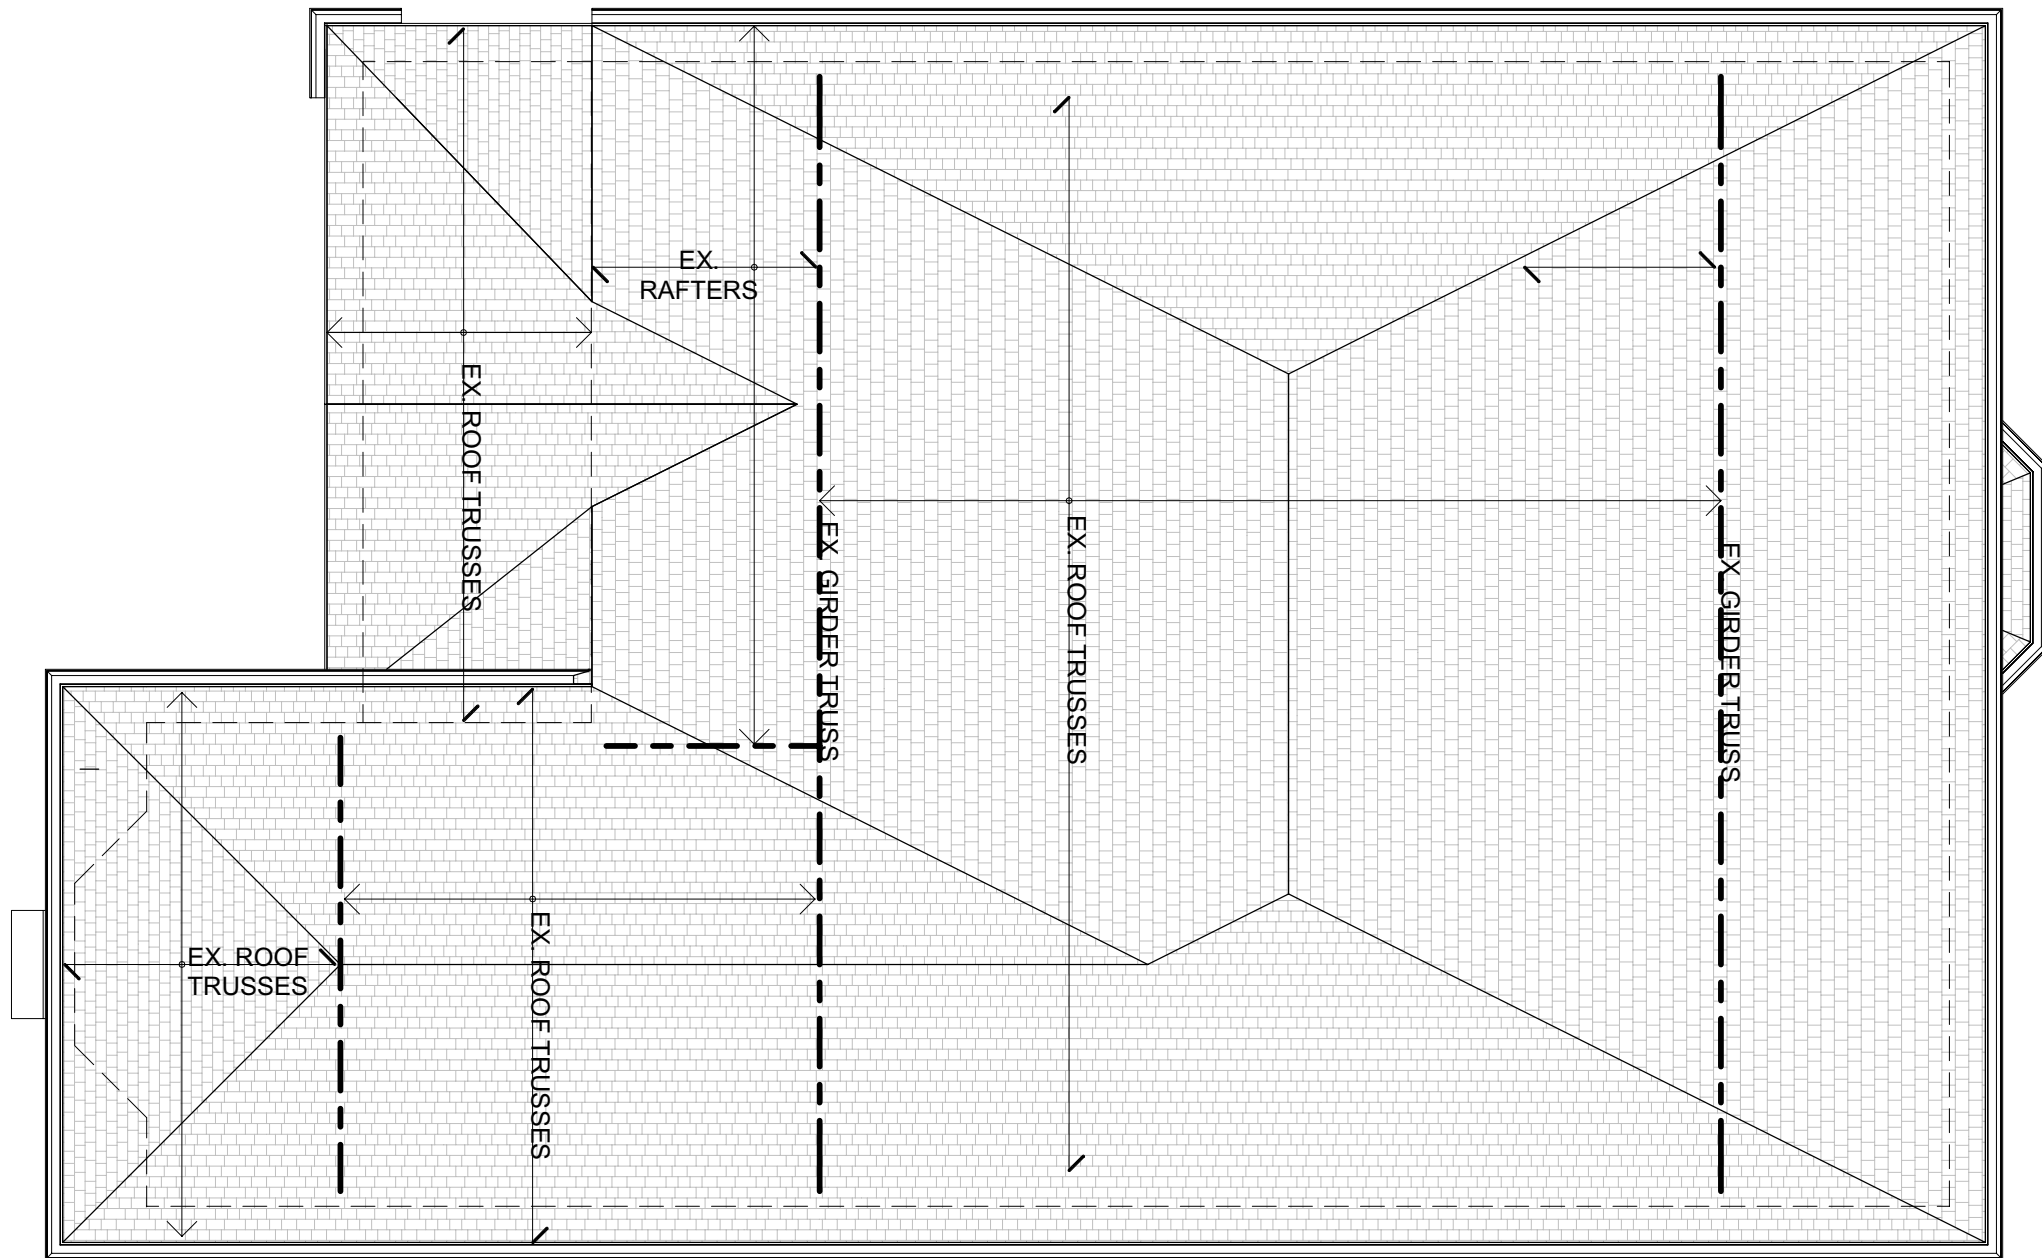 EX.
RAFTERS
EX. ROOF TRUSSES
EX. GIRDER TRUSS
EX. ROOF TRUSSES
EX. GIRDER TRUSS
EX. ROOF
TRUSSES
EX. ROOF TRUSSES